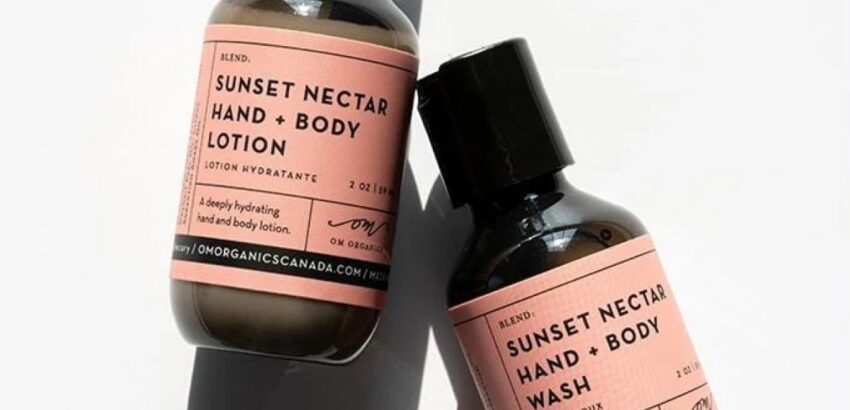 BLEND:
SUNSET NECTAR
HAND + BODY
LOTION
LOTION HYDRATANTE
2 OZ |
A deeply hydrating
hand and body lotion.
om
OM ORGANICS
/ OMORGANICSCANADA.COM /
BLEND:
SUNSET NECTAR
HAND + BODY
WASH
2 OZ |